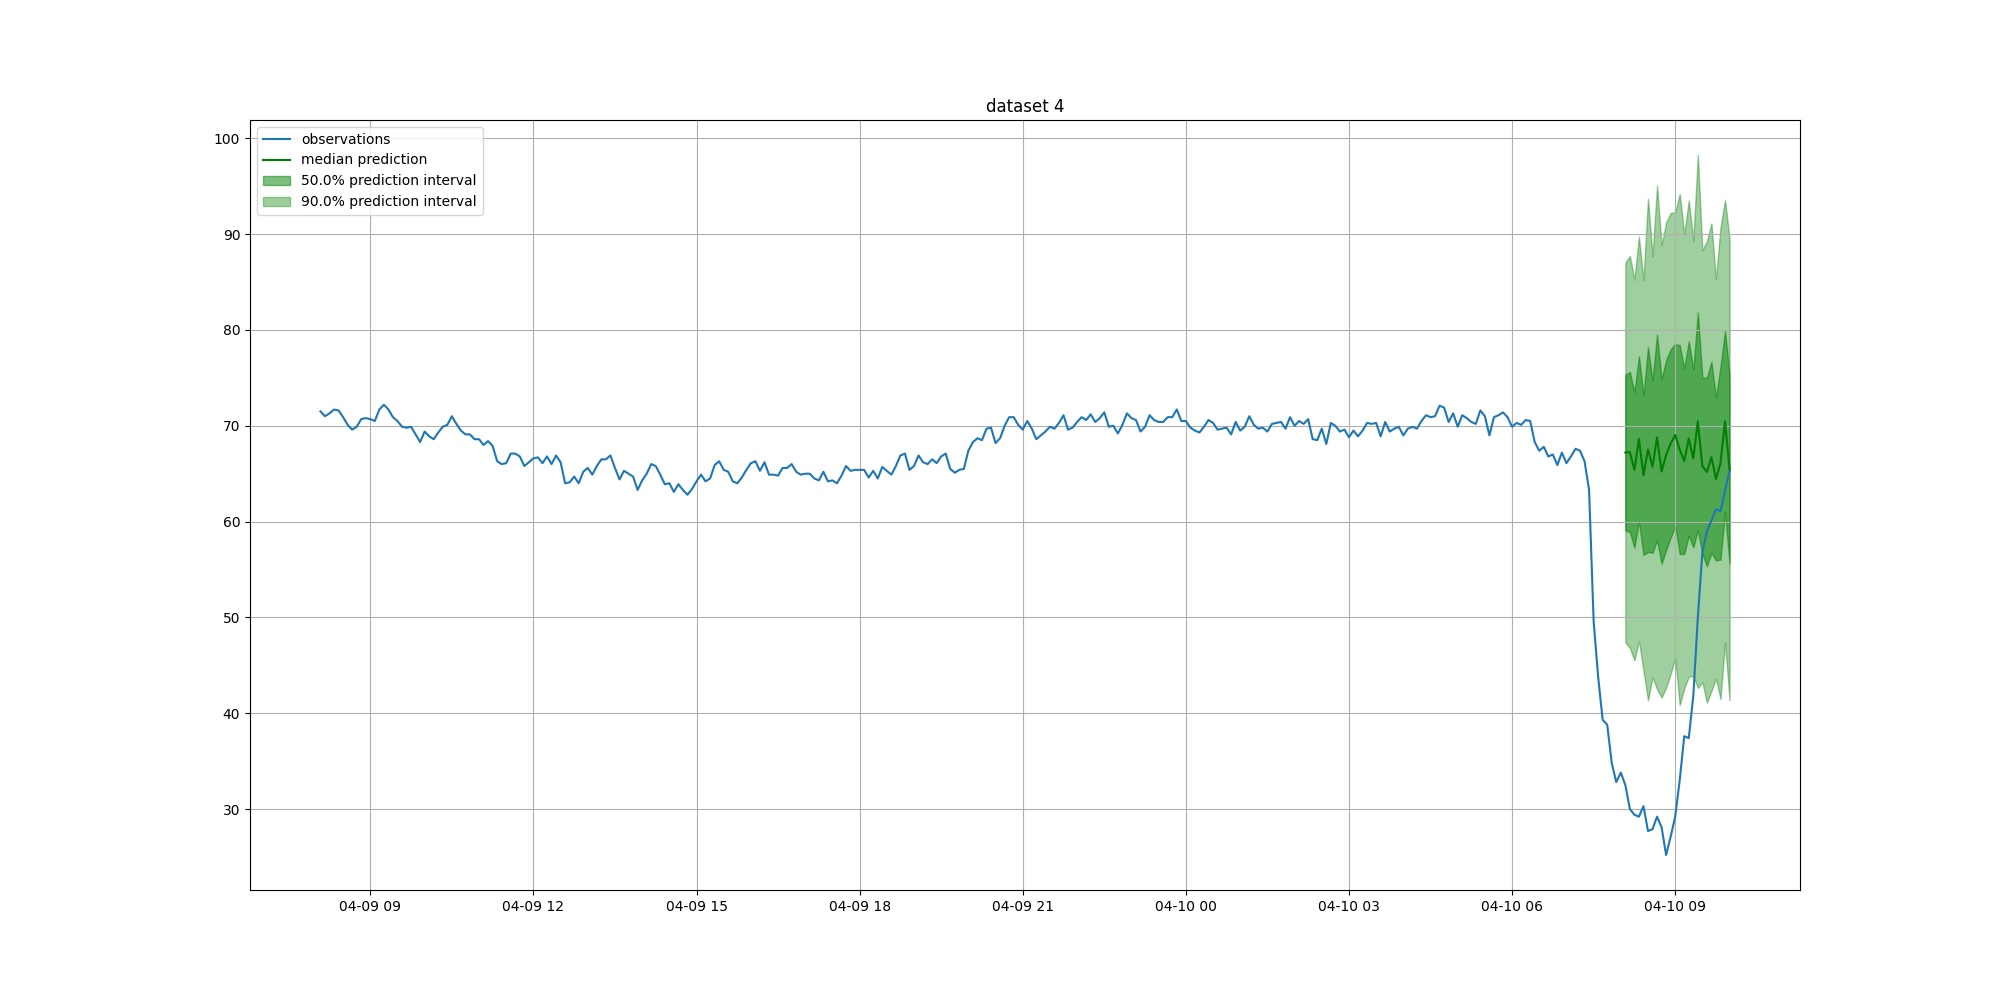 dataset 4
observations
median prediction
50.0% prediction interval
90.0% prediction interval
100
90
80
70
60
50
40
30
04-09 09 04-09 12 04-09 15 04-09 18 04-09 21 04-10 00 04-10 03 04-10 06 04-10 09